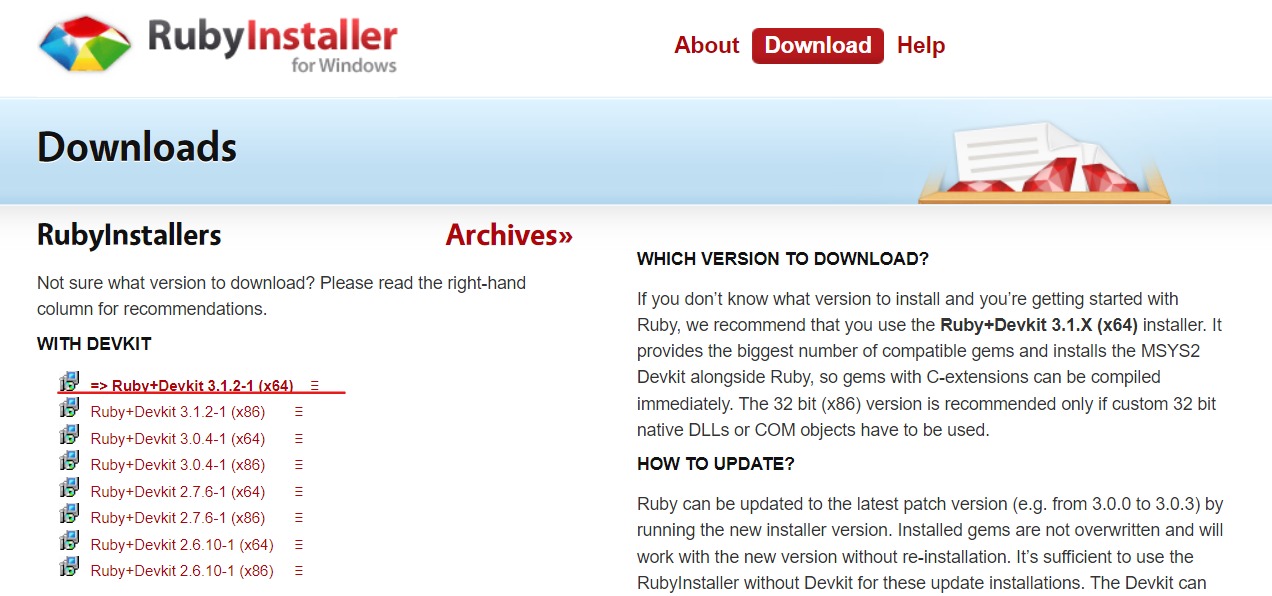 RubyInstaller
for Windows
About Download Help
Downloads
RubyInstallers
Archives»
Not sure what version to download? Please read the right-hand
column for recommendations.
WITH DEVKIT
=> Ruby+Devkit 3.1.2-1 (x64)
Ruby+Devkit 3.1.2-1 (x86)
Ruby+Devkit 3.0.4-1 (x64)
Ruby+Devkit 3.0.4-1 (x86)
Ruby+Devkit 2.7.6-1 (x64)
Ruby+Devkit 2.7.6-1 (x86)
Ruby+Devkit 2.6.10-1 (x64)
Ruby+Devkit 2.6.10-1 (x86)
WHICH VERSION TO DOWNLOAD?
If you don’t know what version to install and you’re getting started with
Ruby, we recommend that you use the Ruby+Devkit 3.1.X (x64) installer. It
provides the biggest number of compatible gems and installs the MSYS2
Devkit alongside Ruby, so gems with C-extensions can be compiled
immediately. The 32 bit (x86) version is recommended only if custom 32 bit
native DLLs or COM objects have to be used.
HOW TO UPDATE?
Ruby can be updated to the latest patch version (e.g. from 3.0.0 to 3.0.3) by
running the new installer version. Installed gems are not overwritten and will
work with the new version without re-installation. It’s sufficient to use the
RubyInstaller without Devkit for these update installations. The Devkit can